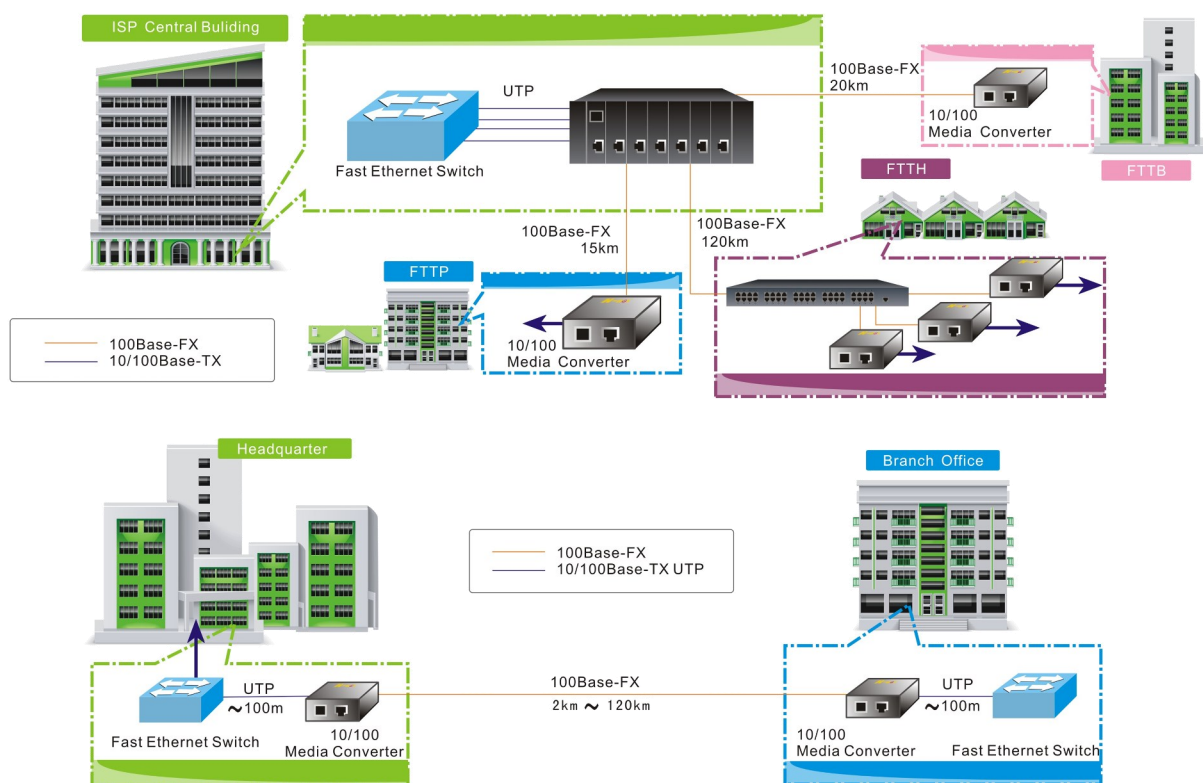 ISP Central Buliding
UTP
Fast Ethernet Switch
100Base-FX
20km
10/100
Media Converter
FTTB
FTTH
100Base-FX
15km
100Base-FX
120km
FTTP
10/100
Media Converter
100Base-FX
10/100Base-TX
Headquarter
Branch Office
100Base-FX
10/100Base-TX UTP
UTP
~100m
Fast Ethernet Switch
10/100
Media Converter
100Base-FX
2km ~ 120km
10/100
Media Converter
UTP
~100m
Fast Ethernet Switch